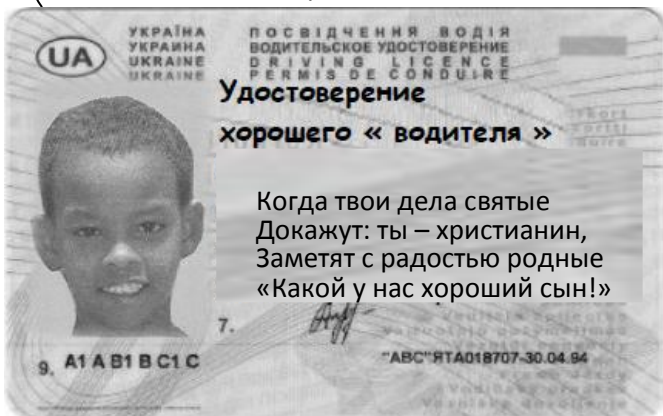 УКРАЇНА
УКРАИНА
UKRAINE
UKRAINE
ПОСВІДЧЕННЯ ВОДІЯ
ВОДИТЕЛЬСКОЕ УДОСТОВЕРЕНИЕ
DRIVING LICENCE
PERMIS DE CONDUIRE
UA
Удостоверение
хорошего « водителя »
Когда твои дела святые
Докажут: ты – христианин,
Заметят с радостью родные
«Какой у нас хороший сын!»
7.
9. A1 A B1 B C1 C
"АВС"ЯТА018707-30.04.94